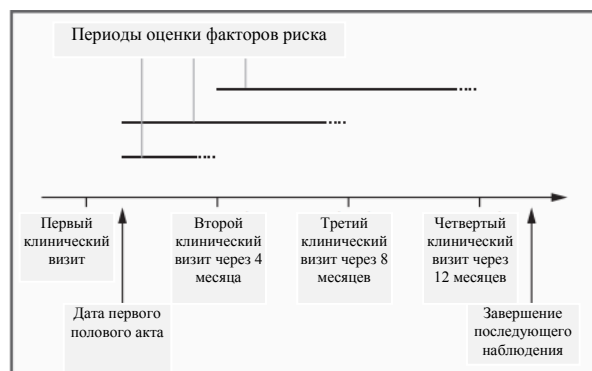 Периоды оценки факторов риска
Первый
клинический
визит
Второй
клинический
визит через 4
месяца
Третий
клинический
визит через 8
месяцев
Четвертый
клинический
визит через
12 месяцев
Дата первого
полового акта
Завершение
последующего
наблюдения